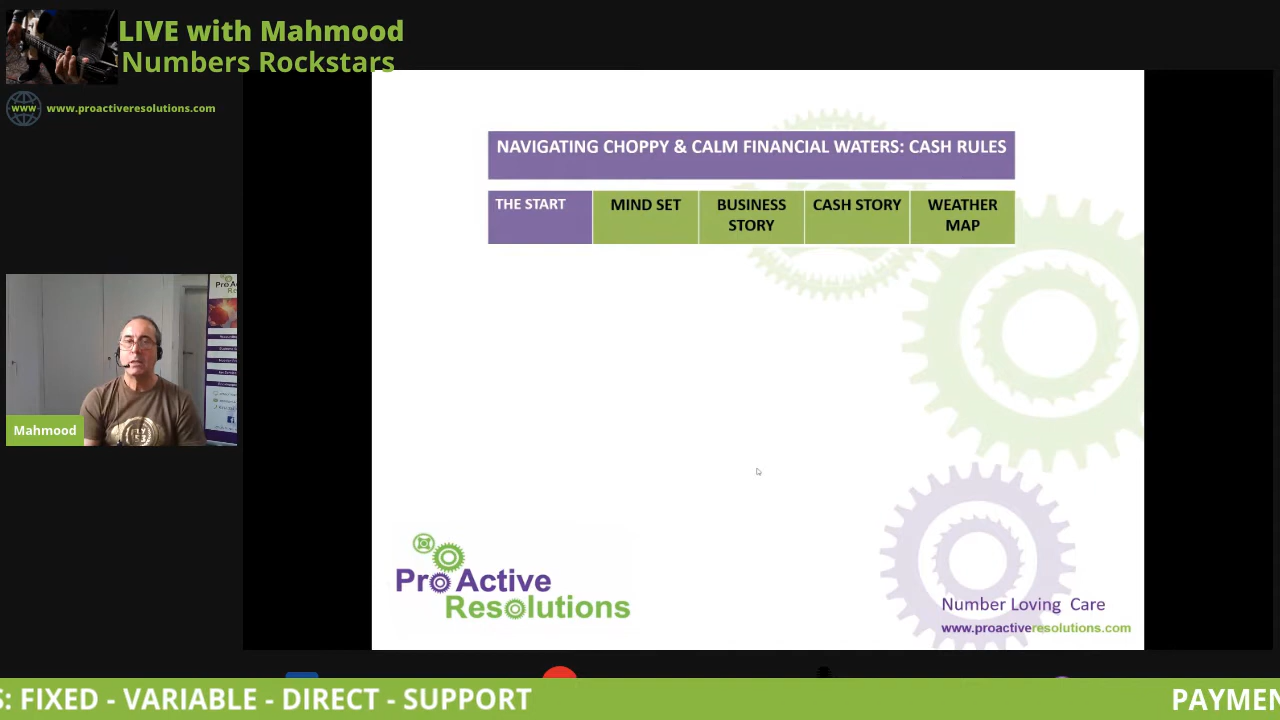 LIVE with Mahmood
Numbers Rockstars
www
www.proactiveresolutions.com
NAVIGATING CHOPPY & CALM FINANCIAL WATERS: CASH RULES
THE START
MIND SET
BUSINESS
STORY
CASH STORY
WEATHER
MAP
Mahmood
ProActive
Resolutions
Number Loving Care
www.proactiveresolutions.com
S: FIXED - VARIABLE - DIRECT - SUPPORT
PAYMEN